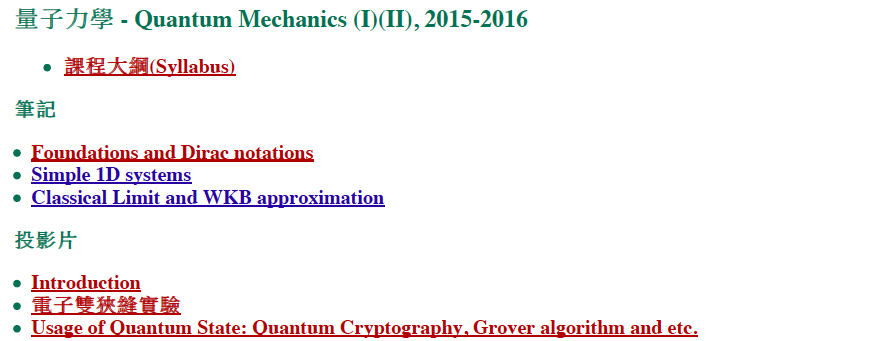 量子力學 - Quantum Mechanics (I)(II), 2015-2016
課程大綱(Syllabus)
筆記
Foundations and Dirac notations
Simple 1D systems
Classical Limit and WKB approximation
投影片
Introduction
電子雙狹縫實驗
Usage of Quantum State: Quantum Cryptography, Grover algorithm and etc.